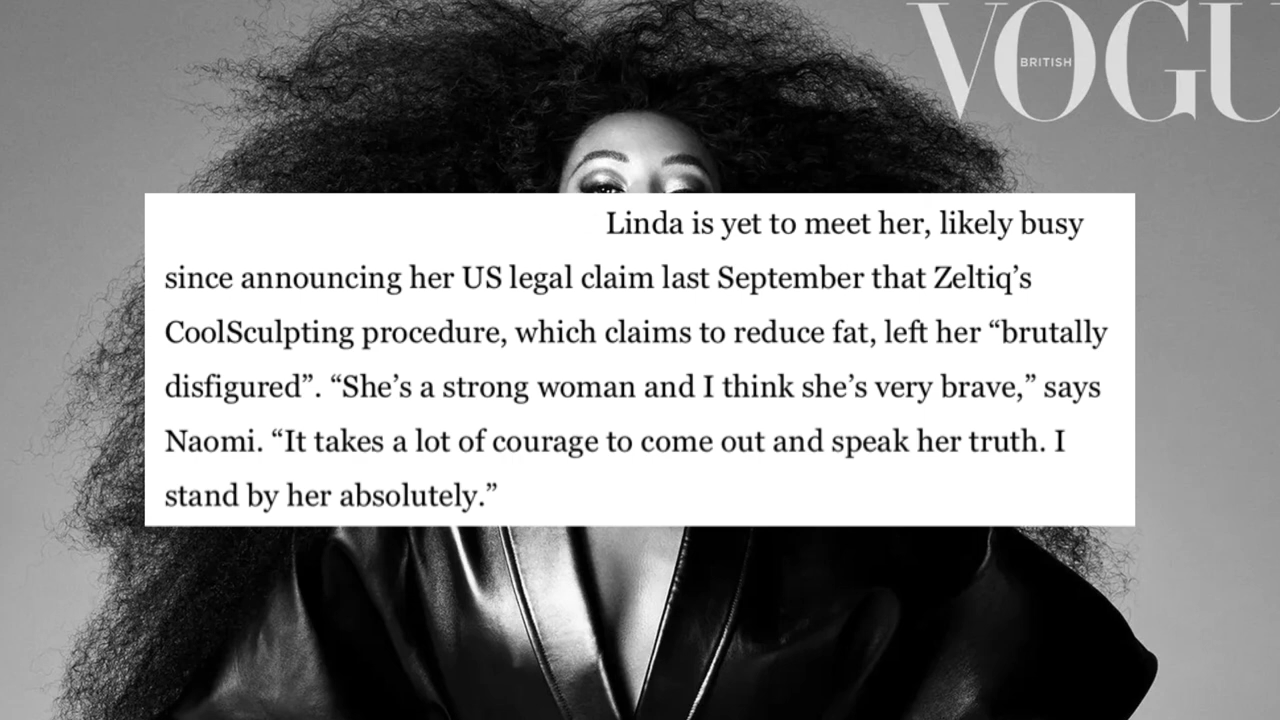 VOGU
BRITISH
Linda is yet to meet her, likely busy
since announcing her US legal claim last September that Zeltiq’s
CoolSculpting procedure, which claims to reduce fat, left her “brutally
disfigured”. “She’s a strong woman and I think she’s very brave,” says
Naomi. “It takes a lot of courage to come out and speak her truth. I
stand by her absolutely.”